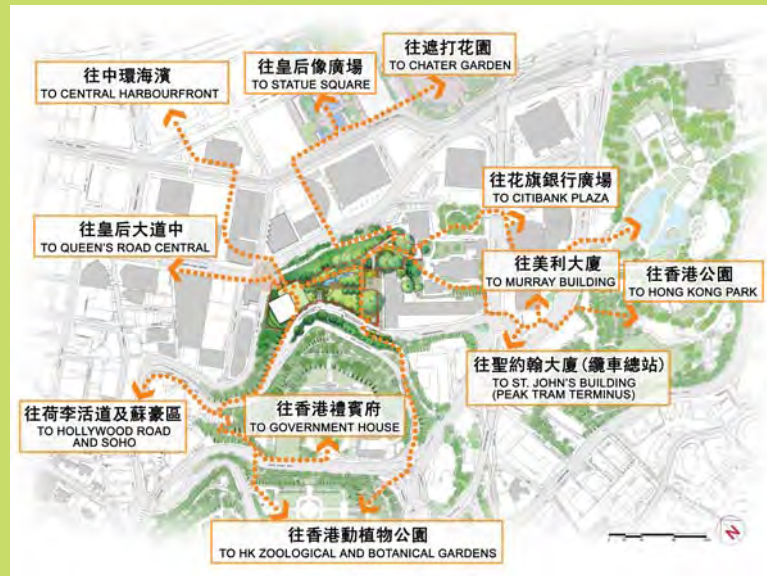 往遮打花園
TO CHATER GARDEN
往皇后像廣場
TO STATUE SQUARE
往中環海濱
TO CENTRAL HARBOURFRONT
往花旗銀行廣場
TO CITIBANK PLAZA
往皇后大道中
TO QUEEN'S ROAD CENTRAL
往美利大廈
TO MURRAY BUILDING
往香港公園
TO HONG KONG PARK
往聖約翰大廈(纜車總站)
TO ST. JOHN'S BUILDING
(PEAK TRAM TERMINUS)
往荷李活道及蘇豪區
TO HOLLYWOOD ROAD
AND SOHO
往香港禮賓府
TO GOVERNMENT HOUSE
往香港動植物公園
TO HK ZOOLOGICAL AND BOTANICAL GARDENS
N